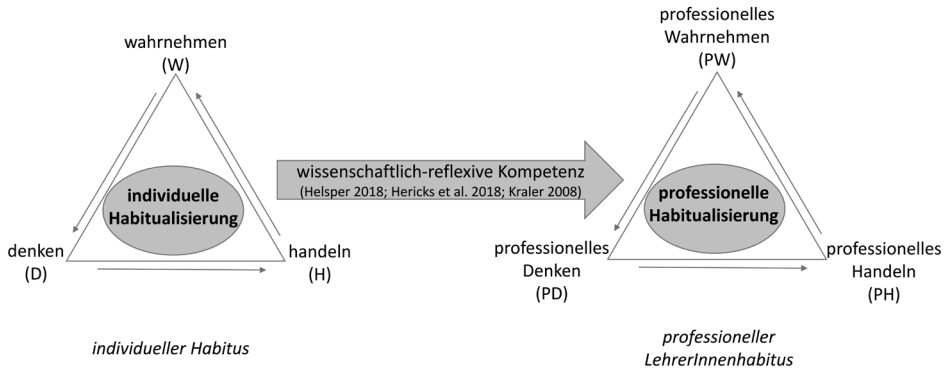 wahrnehmen
(W)
individuelle
Habitualisierung
denken
(D)
handeln
(H)
individueller Habitus
wissenschaftlich-reflexive Kompetenz
(Helsper 2018; Hericks et al. 2018; Kraler 2008)
professionelles
Wahrnehmen
(PW)
professionelle
Habitualisierung
professionelles
Denken
(PD)
professionelles
Handeln
(PH)
professioneller
LehrerInnenhabitus